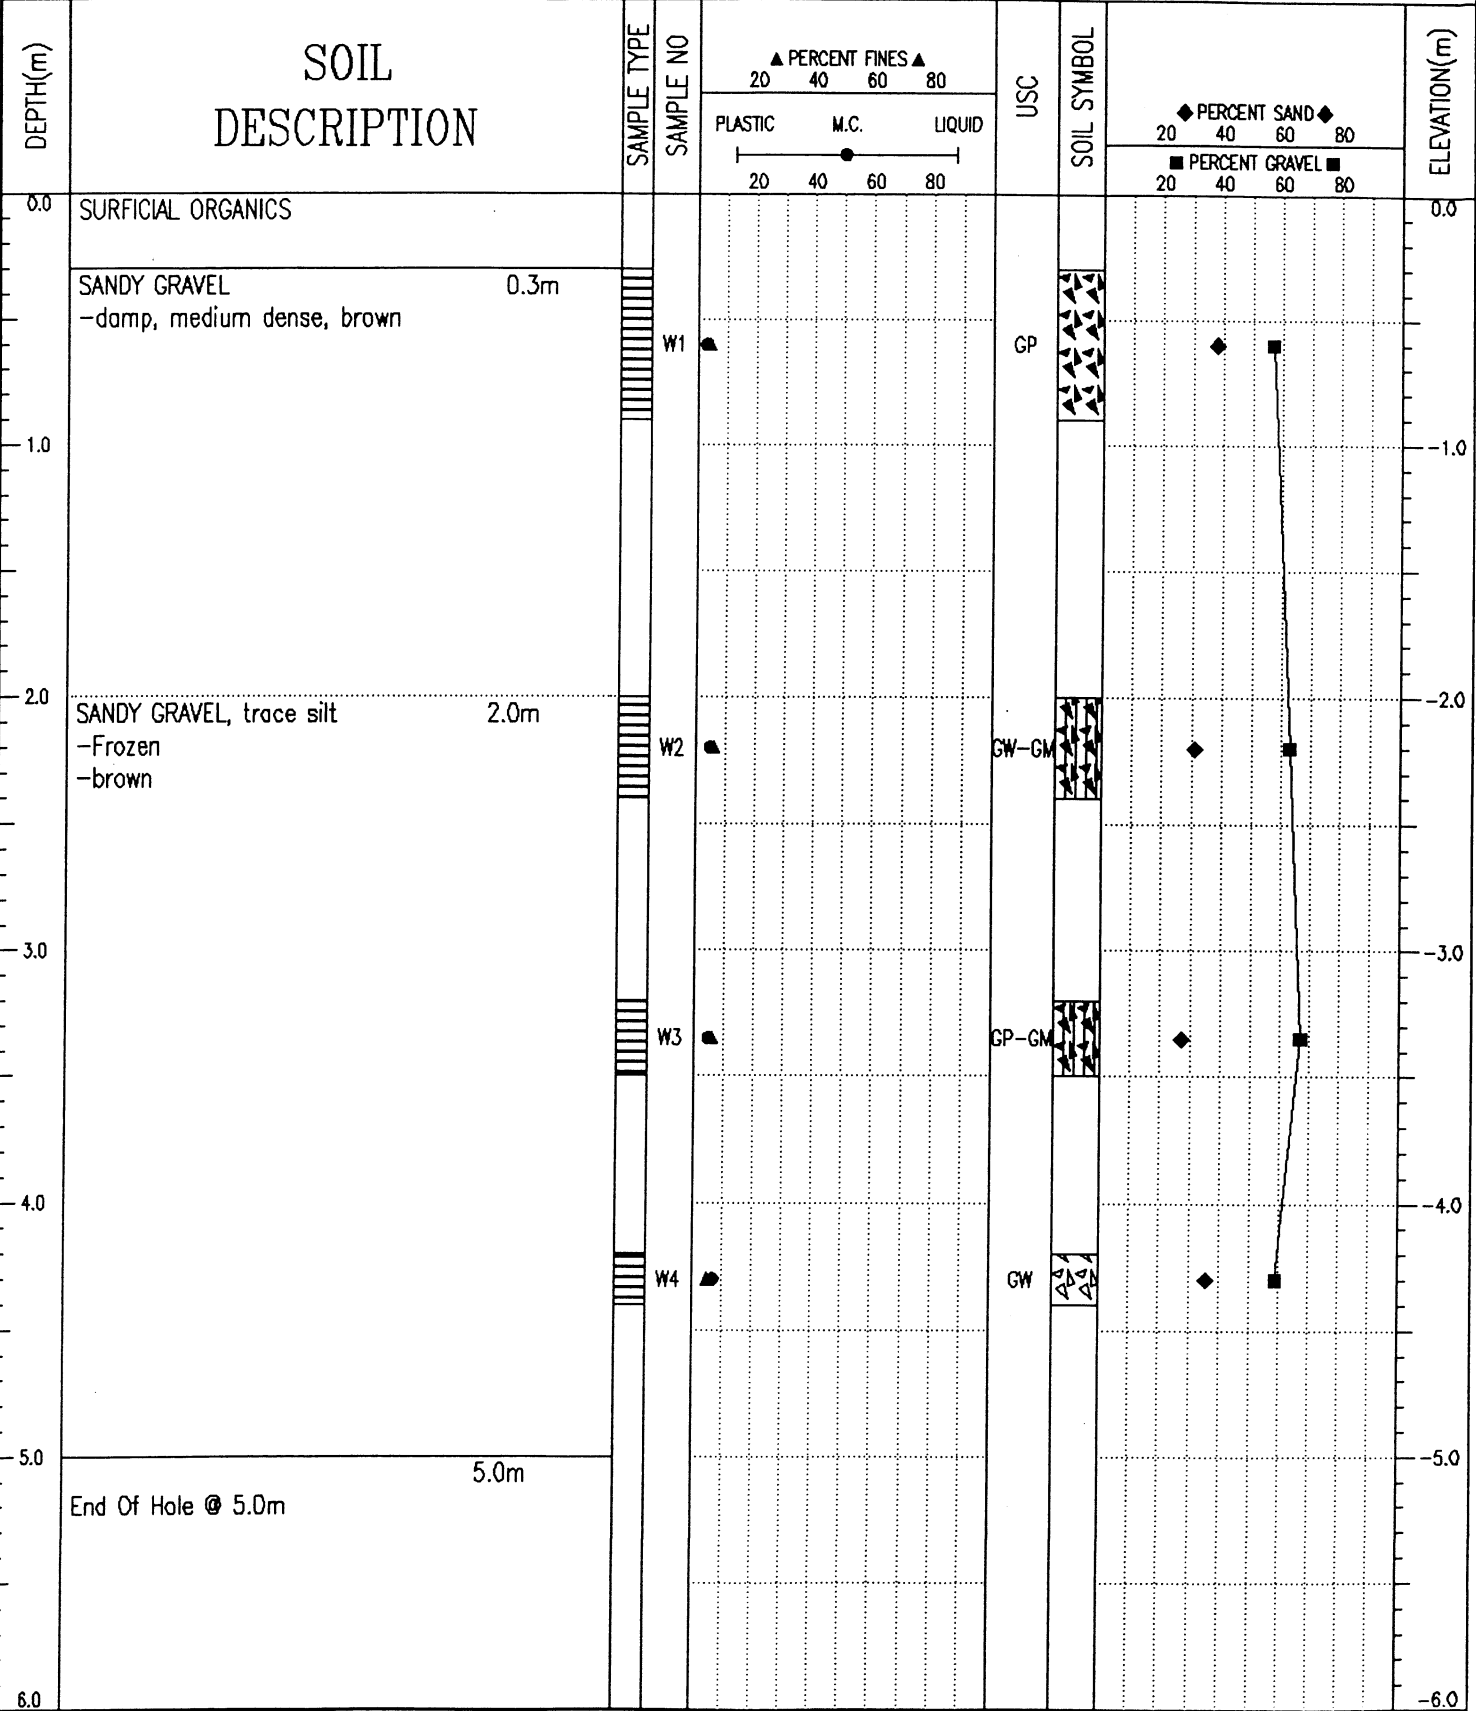 DEPTH(m)
SOIL
DESCRIPTION
SAMPLE TYPE
SAMPLE NO
▲ PERCENT FINES ▲
20 40 60 80
PLASTIC M.C. LIQUID
20 40 60 80
USC
SOIL SYMBOL
◆ PERCENT SAND ◆
20 40 60 80
■ PERCENT GRAVEL ■
20 40 60 80
ELEVATION(m)
0.0 SURFICIAL ORGANICS 0.0
SANDY GRAVEL 0.3m
-damp, medium dense, brown
W1 GP
1.0 -1.0
2.0 -2.0
SANDY GRAVEL, trace silt 2.0m
-Frozen
-brown
W2 GW-GM
3.0 -3.0
W3 GP-GM
4.0 -4.0
W4 GW
5.0 -5.0
5.0m
End Of Hole @ 5.0m
6.0 -6.0